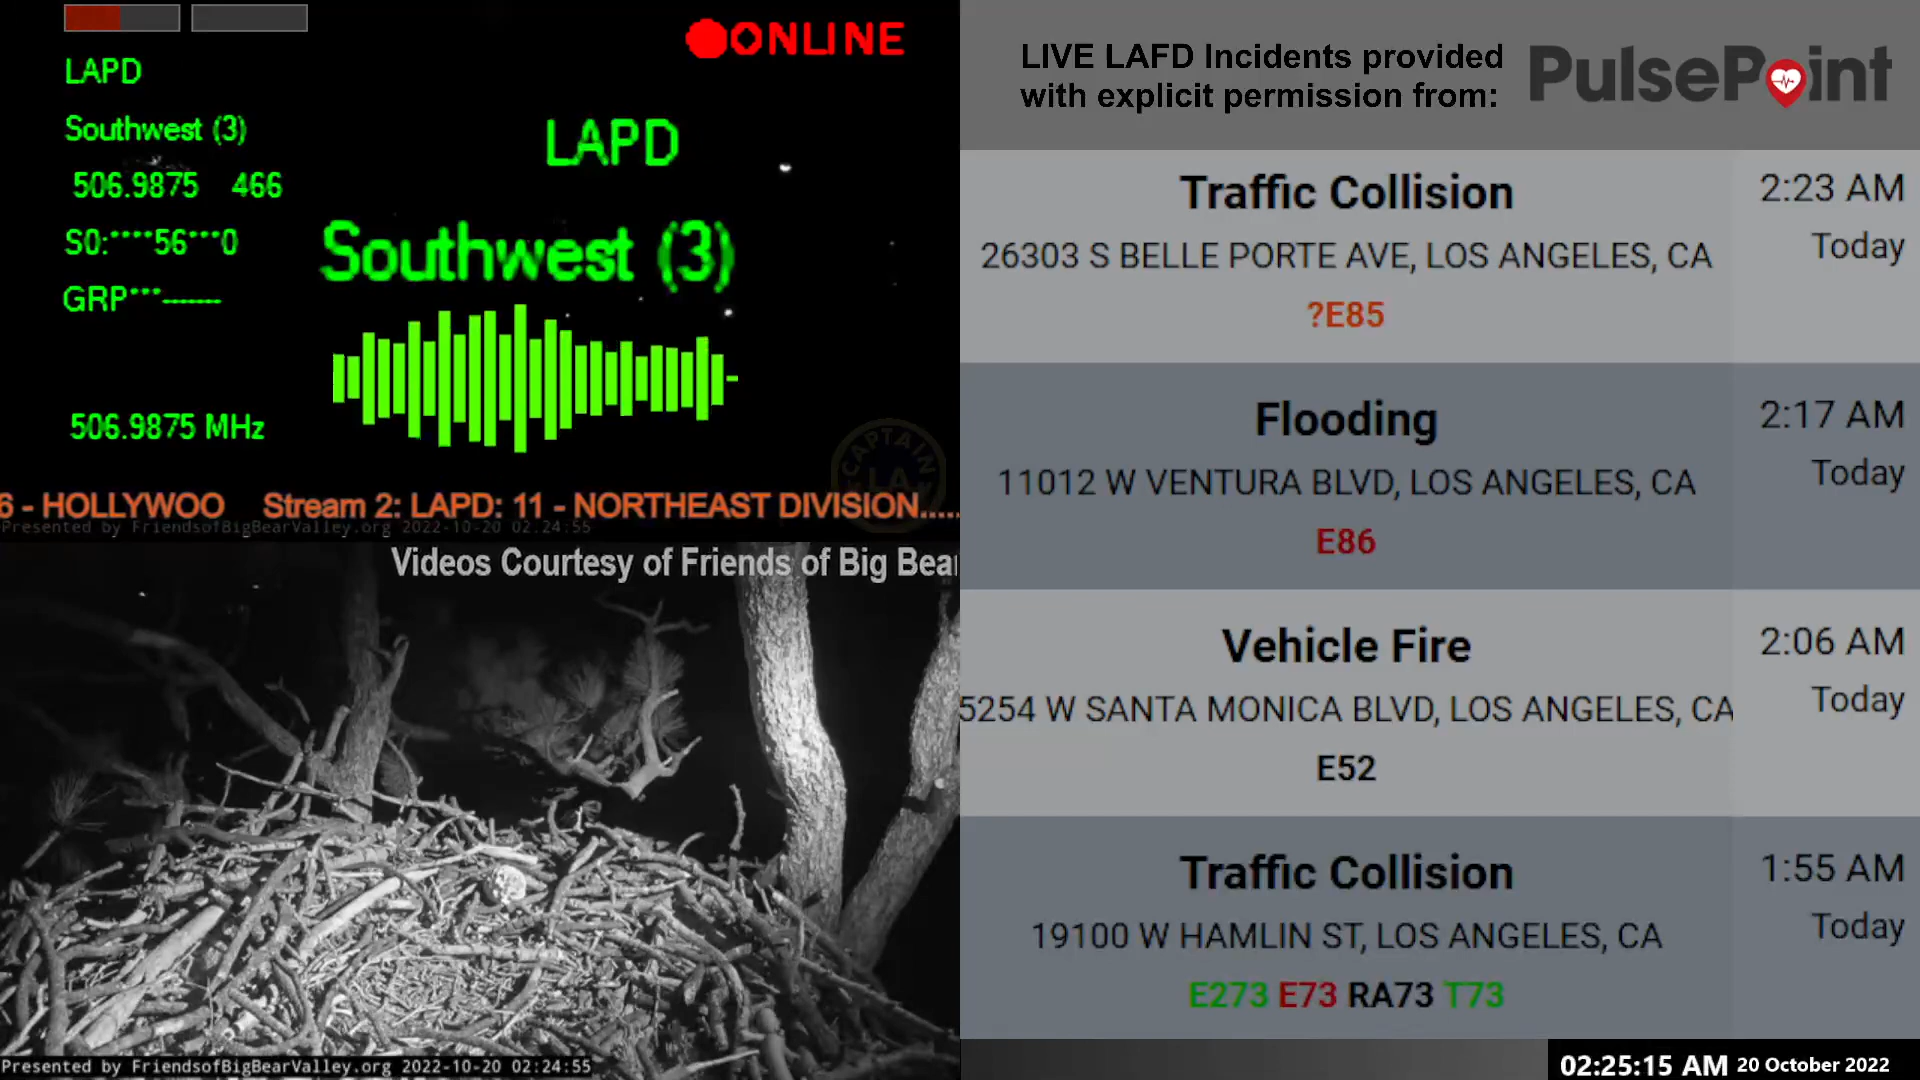 LAPD
Southwest (3)
506.9875 466
S0:****56***0
GRP***-------
506.9875 MHz
ONLINE
LAPD
Southwest (3)
CAPTAIN
LA
6 - HOLLYWOO Stream 2: LAPD: 11 - NORTHEAST DIVISION.....
Presented by FriendsofBigBearValley.org 2022-10-20 02:24:55
Videos Courtesy of Friends of Big Bear
Presented by FriendsofBigBearValley.org 2022-10-20 02:24:55
LIVE LAFD Incidents provided
with explicit permission from:
PulsePoint
Traffic Collision
2:23 AM
26303 S BELLE PORTE AVE, LOS ANGELES, CA
Today
?E85
Flooding
2:17 AM
11012 W VENTURA BLVD, LOS ANGELES, CA
Today
E86
Vehicle Fire
2:06 AM
5254 W SANTA MONICA BLVD, LOS ANGELES, CA
Today
E52
Traffic Collision
1:55 AM
19100 W HAMLIN ST, LOS ANGELES, CA
Today
E273 E73 RA73 T73
02:25:15 AM 20 October 2022